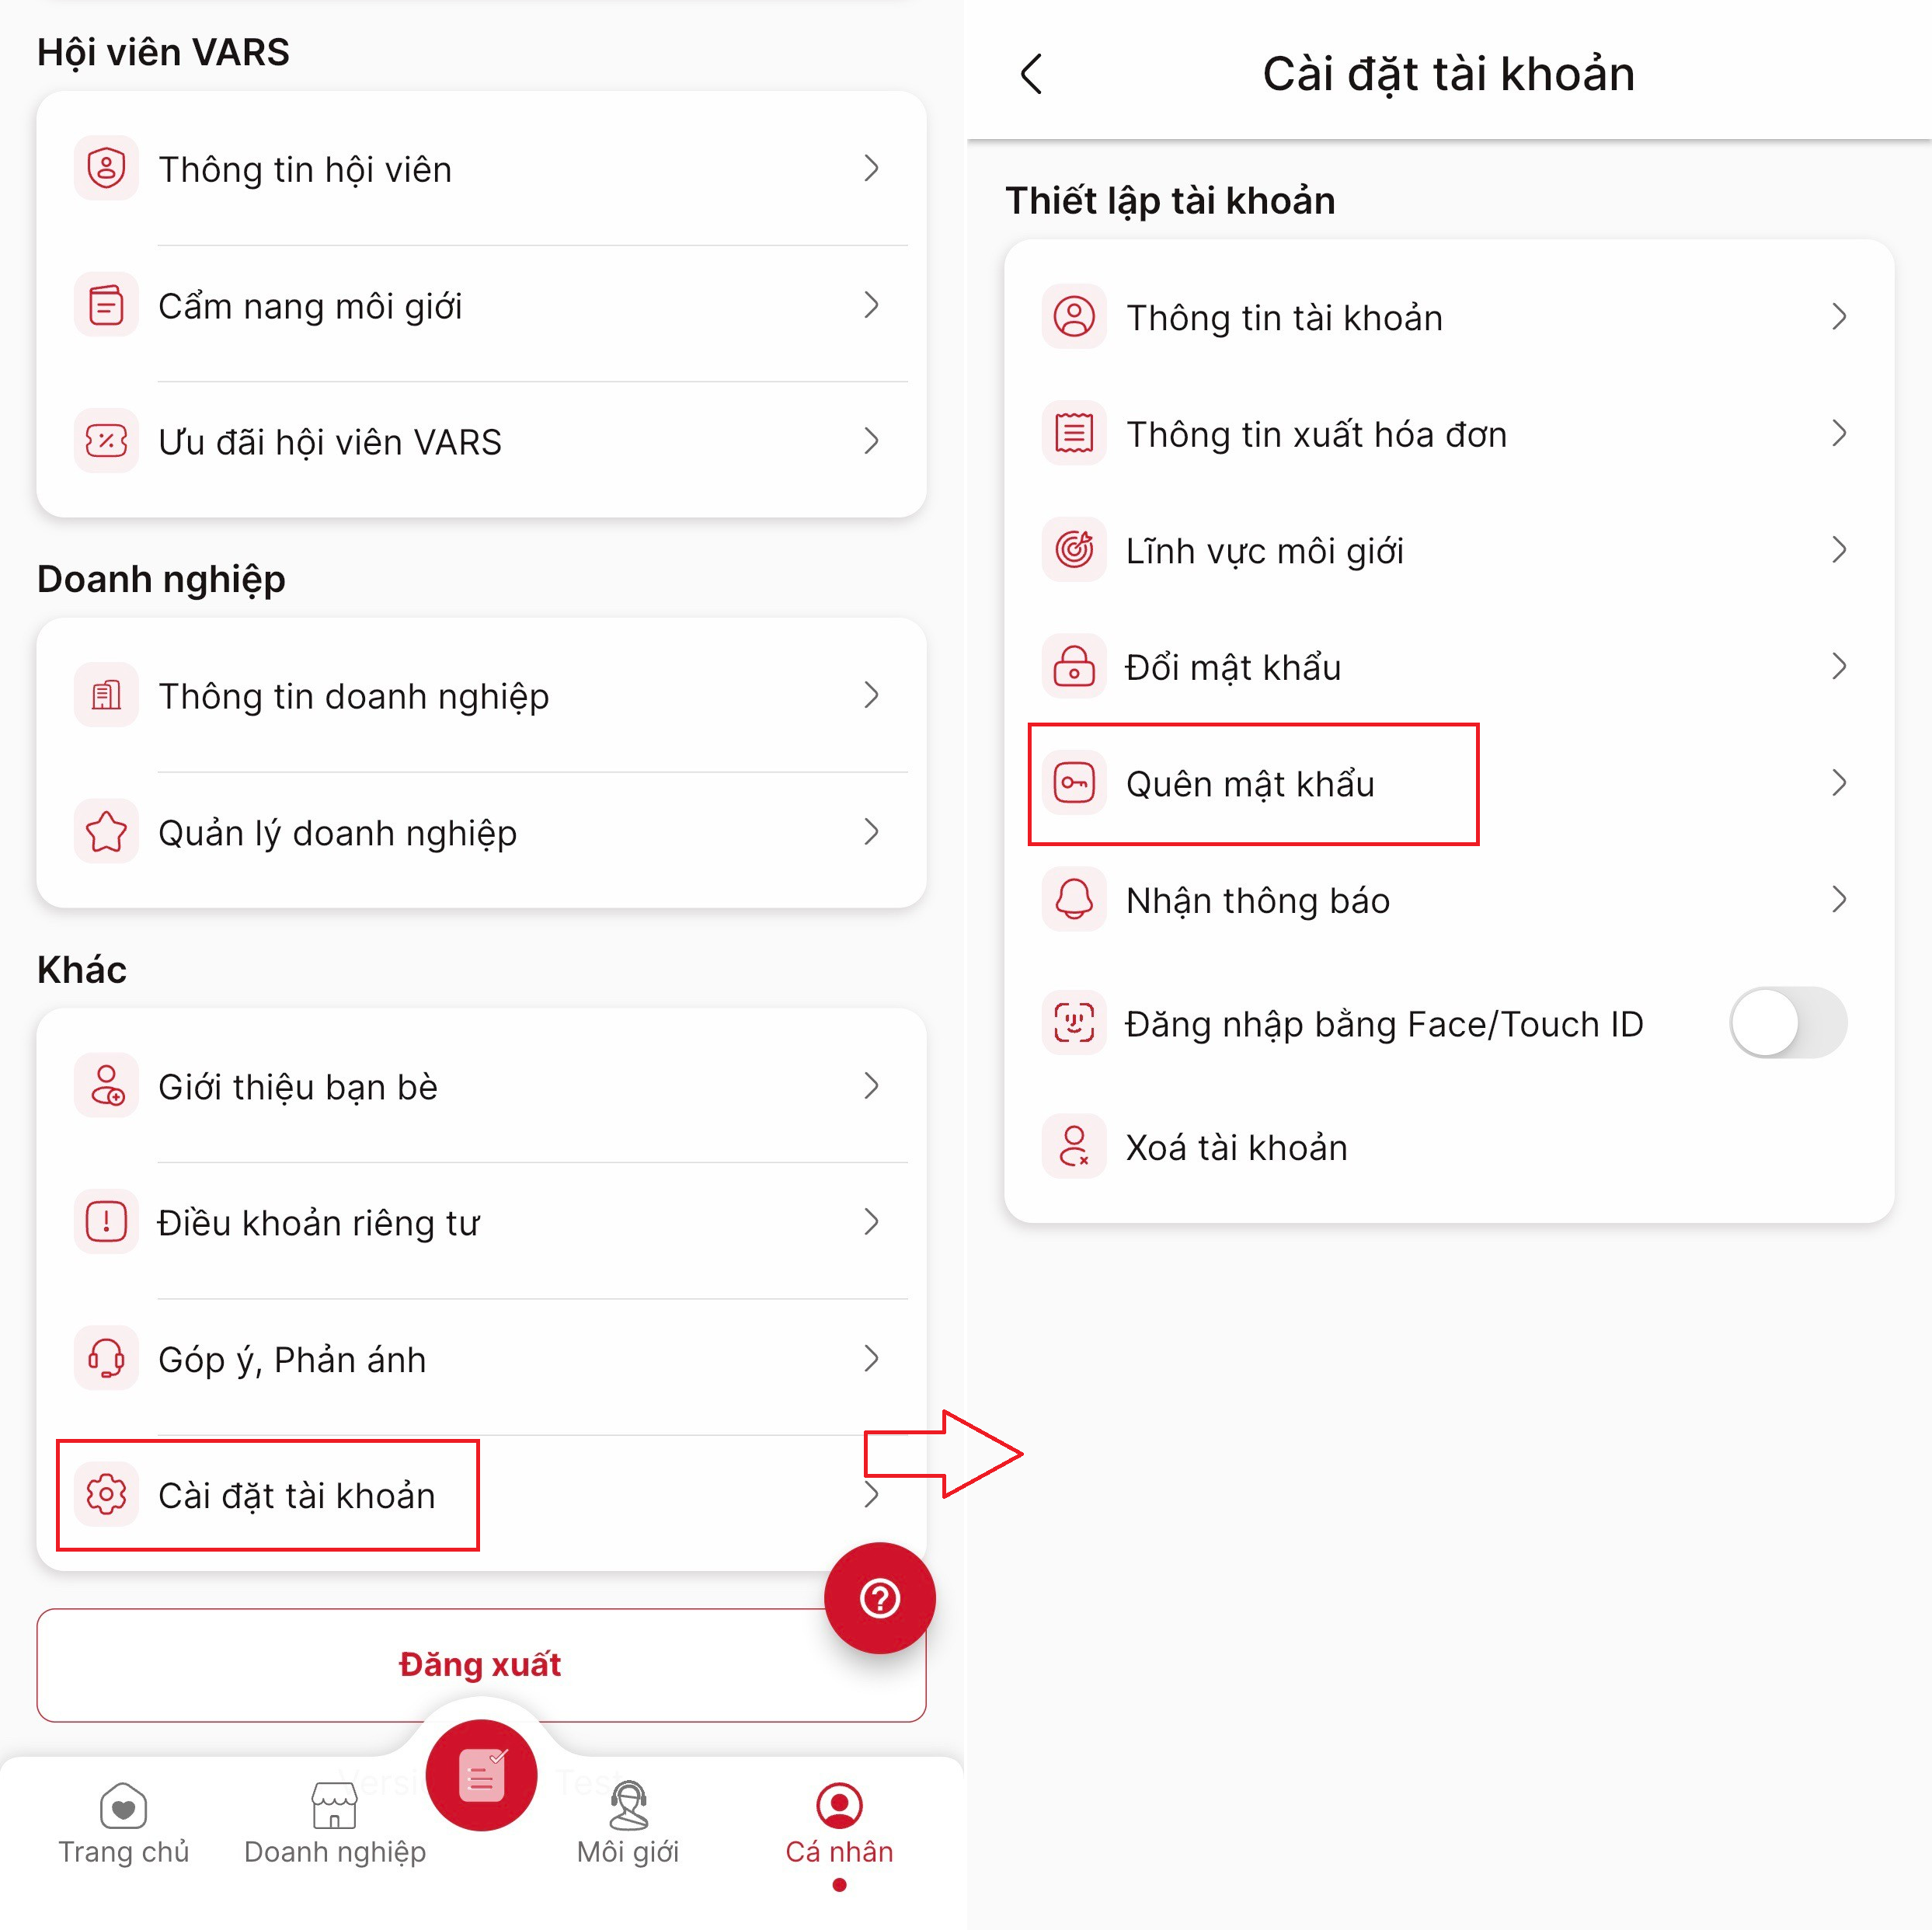 Hội viên VARS
Thông tin hội viên
Cẩm nang môi giới
Ưu đãi hội viên VARS
Doanh nghiệp
Thông tin doanh nghiệp
Quản lý doanh nghiệp
Khác
Giới thiệu bạn bè
Điều khoản riêng tư
Góp ý, Phản ánh
Cài đặt tài khoản
Đăng xuất
Trang chủ
Doanh nghiệp
Môi giới
Cá nhân
Cài đặt tài khoản
Thiết lập tài khoản
Thông tin tài khoản
Thông tin xuất hóa đơn
Lĩnh vực môi giới
Đổi mật khẩu
Quên mật khẩu
Nhận thông báo
Đăng nhập bằng Face/Touch ID
Xoá tài khoản